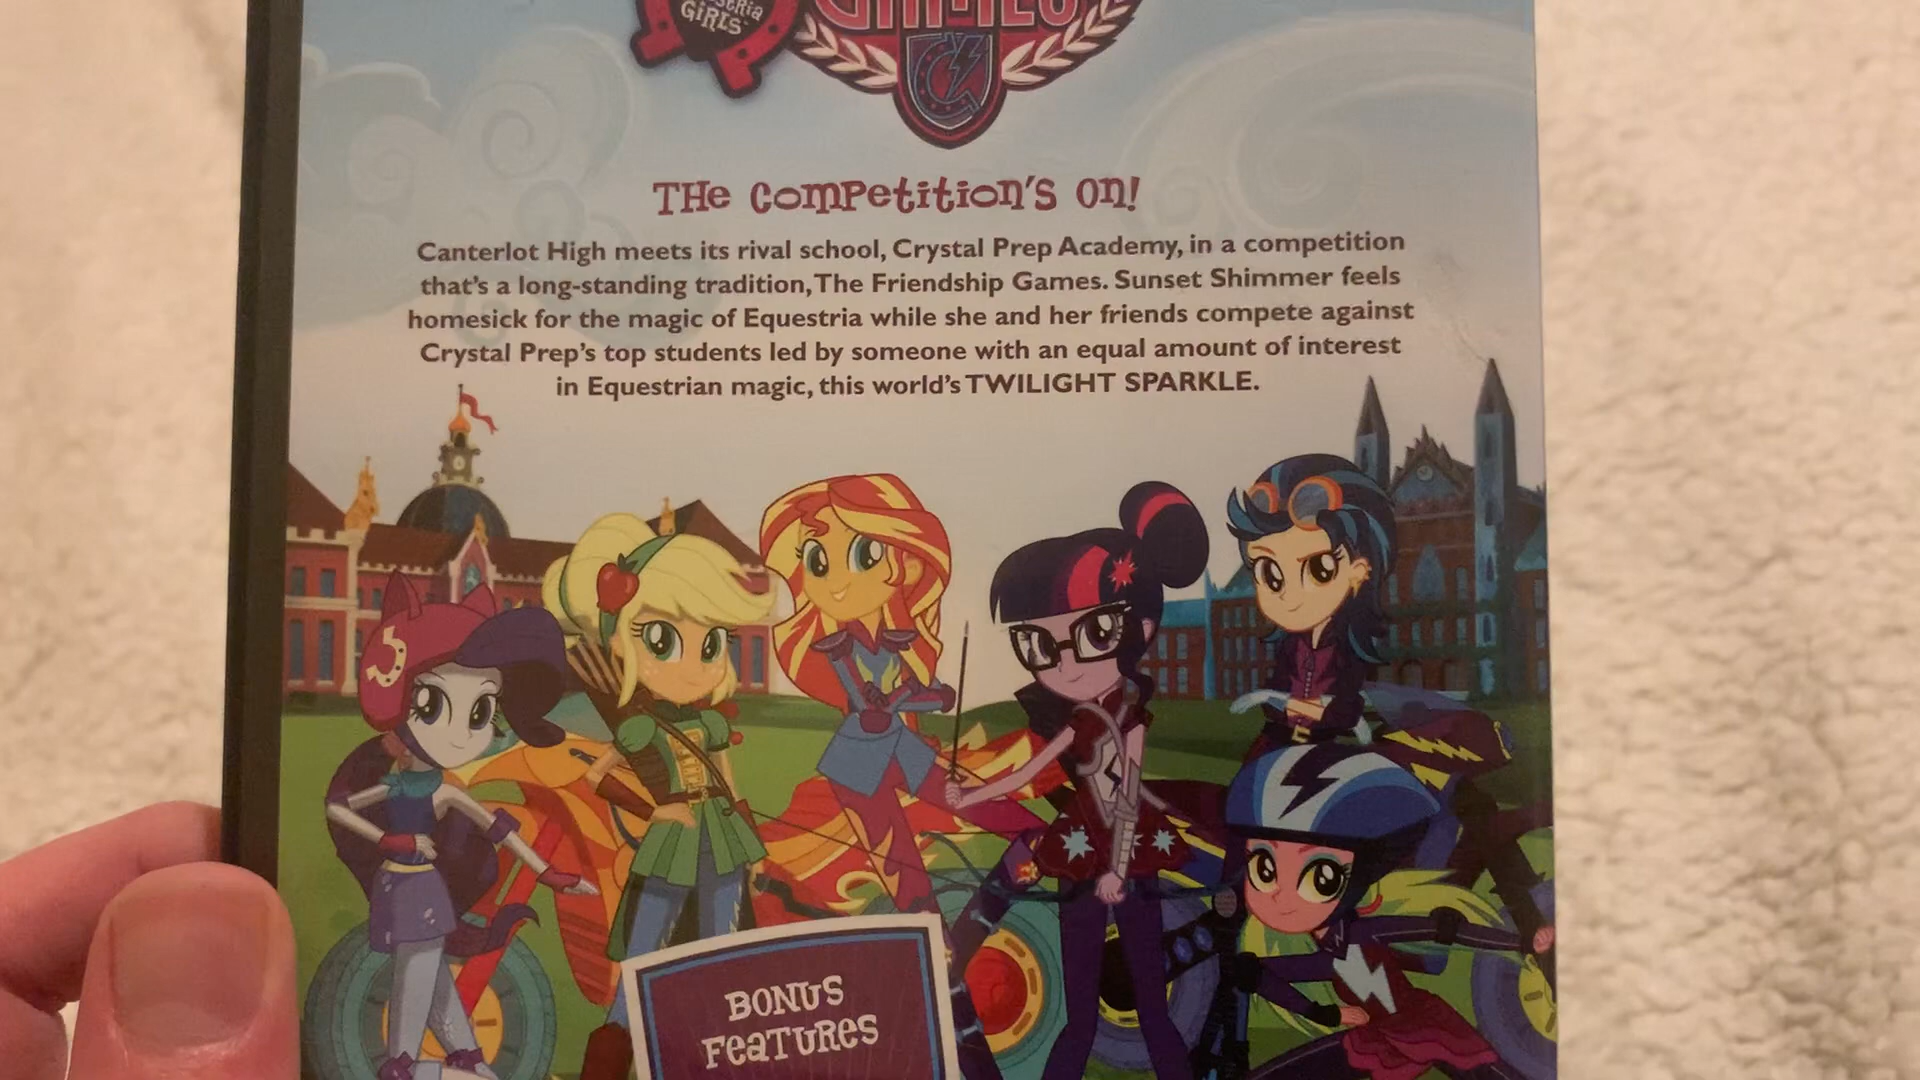 GIRLS
GAMES
THE COMPETITION'S ON!
Canterlot High meets its rival school, Crystal Prep Academy, in a competition
that's a long-standing tradition, The Friendship Games. Sunset Shimmer feels
homesick for the magic of Equestria while she and her friends compete against
Crystal Prep's top students led by someone with an equal amount of interest
in Equestrian magic, this world's TWILIGHT SPARKLE.
5
BONUS
FEATURES